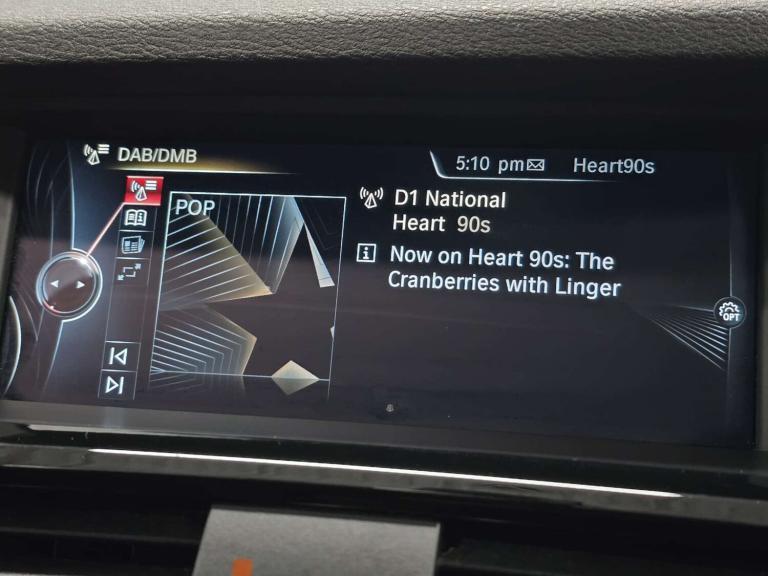 DAB/DMB
5:10 pm Heart90s
POP
D1 National
Heart 90s
Now on Heart 90s: The
Cranberries with Linger
OPT